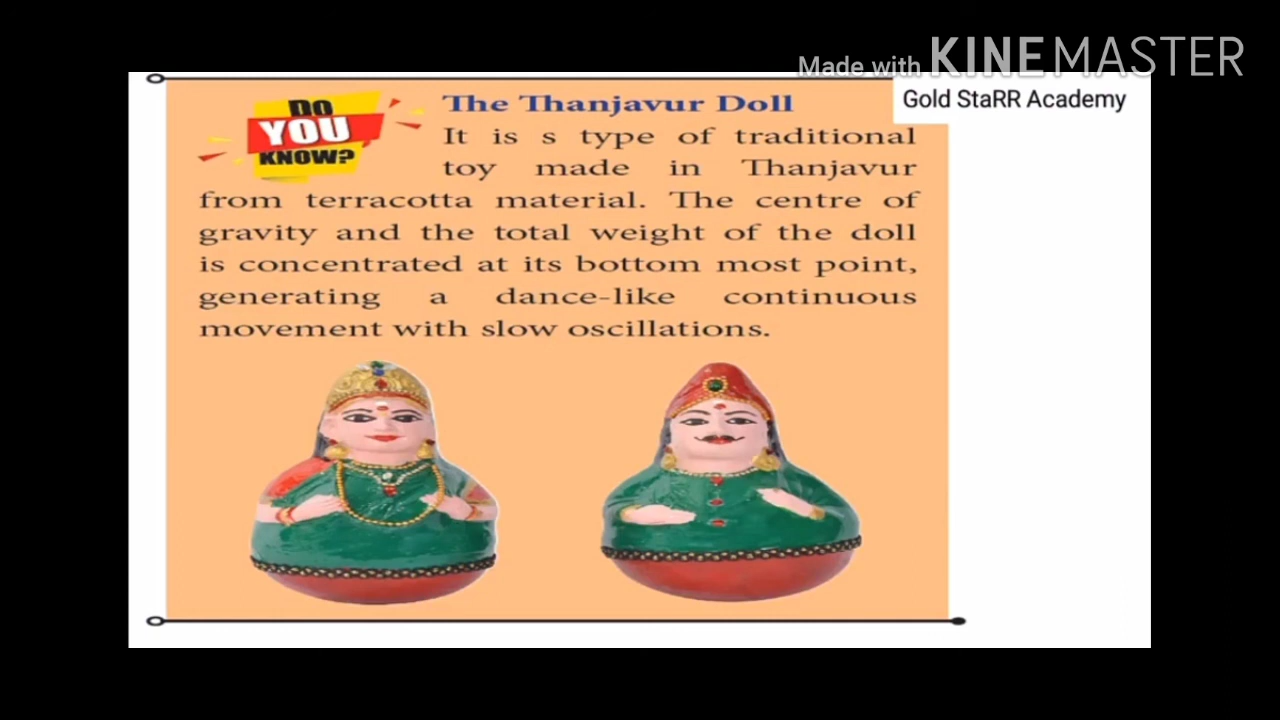 Made with KINEMASTER
Gold StaRR Academy
DO
YOU
KNOW?
The Thanjavur Doll
It is s type of traditional
toy made in Thanjavur
from terracotta material. The centre of
gravity and the total weight of the doll
is concentrated at its bottom most point,
generating a dance-like continuous
movement with slow oscillations.